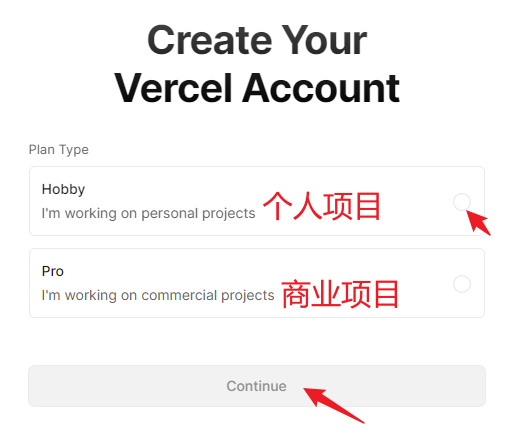 Create Your
Vercel Account
Plan Type
Hobby
I'm working on personal projects 个人项目
Pro
I'm working on commercial projects 商业项目
Continue